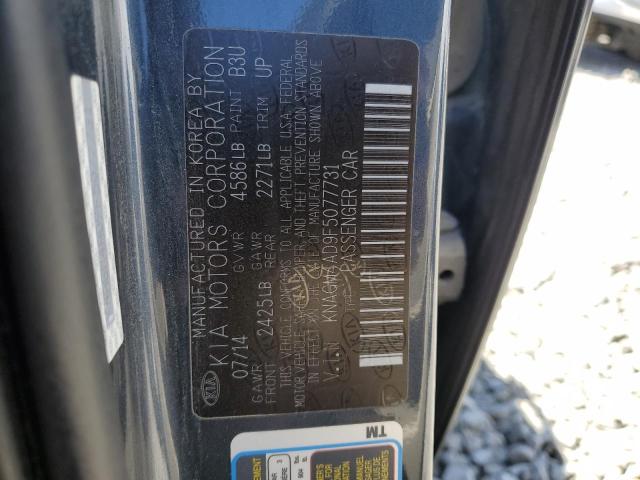 MANUFACTURED IN KOREA BY
KIA MOTORS CORPORATION
07/14 GVWR 4586LB PAINT B3U
GAWR FRONT 2425LB GAWR REAR 2271LB TRIM UP
THIS VEHICLE CONFORMS TO ALL APPLICABLE U.S.A FEDERAL
MOTOR VEHICLE SAFETY, BUMPER, AND THEFT PREVENTION STANDARDS
IN EFFECT ON THE DATE OF MANUFACTURE SHOWN ABOVE
V.I.N KNAGM4AD9F5077731
PASSENGER CAR
KIA
TM